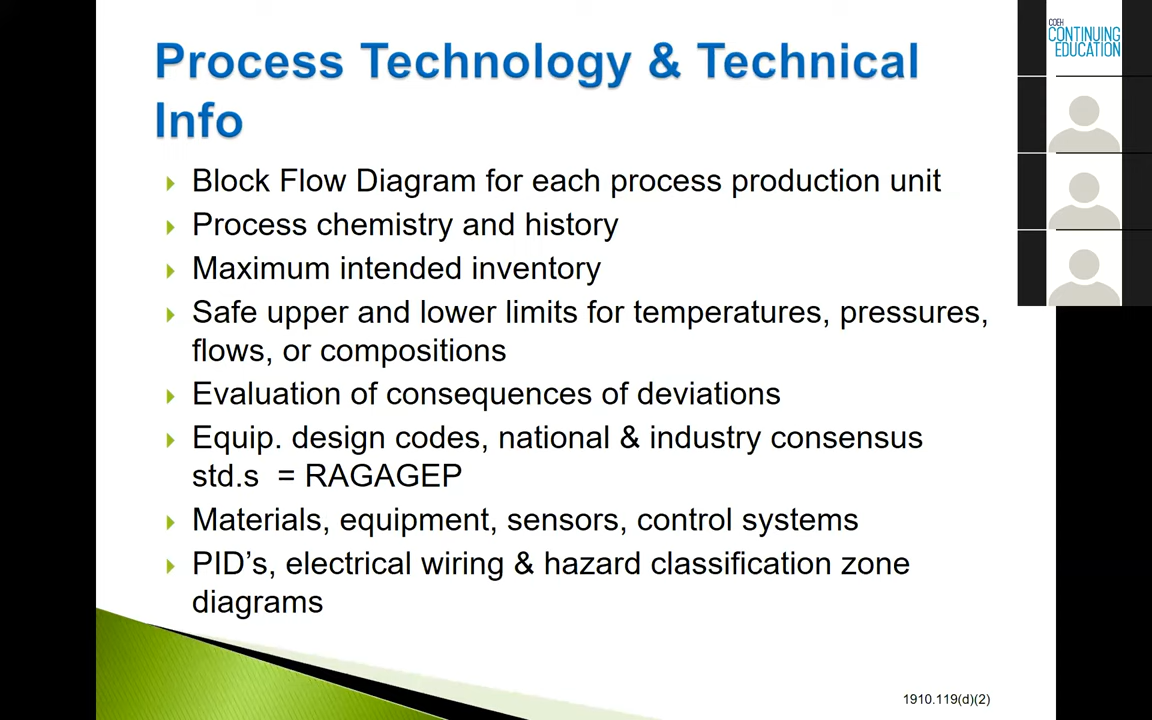 Process Technology & Technical
Info
Block Flow Diagram for each process production unit
Process chemistry and history
Maximum intended inventory
Safe upper and lower limits for temperatures, pressures,
flows, or compositions
Evaluation of consequences of deviations
Equip. design codes, national & industry consensus
std.s = RAGAGEP
Materials, equipment, sensors, control systems
PID’s, electrical wiring & hazard classification zone
diagrams
1910.119(d)(2)
COEH
CONTINUING
EDUCATION